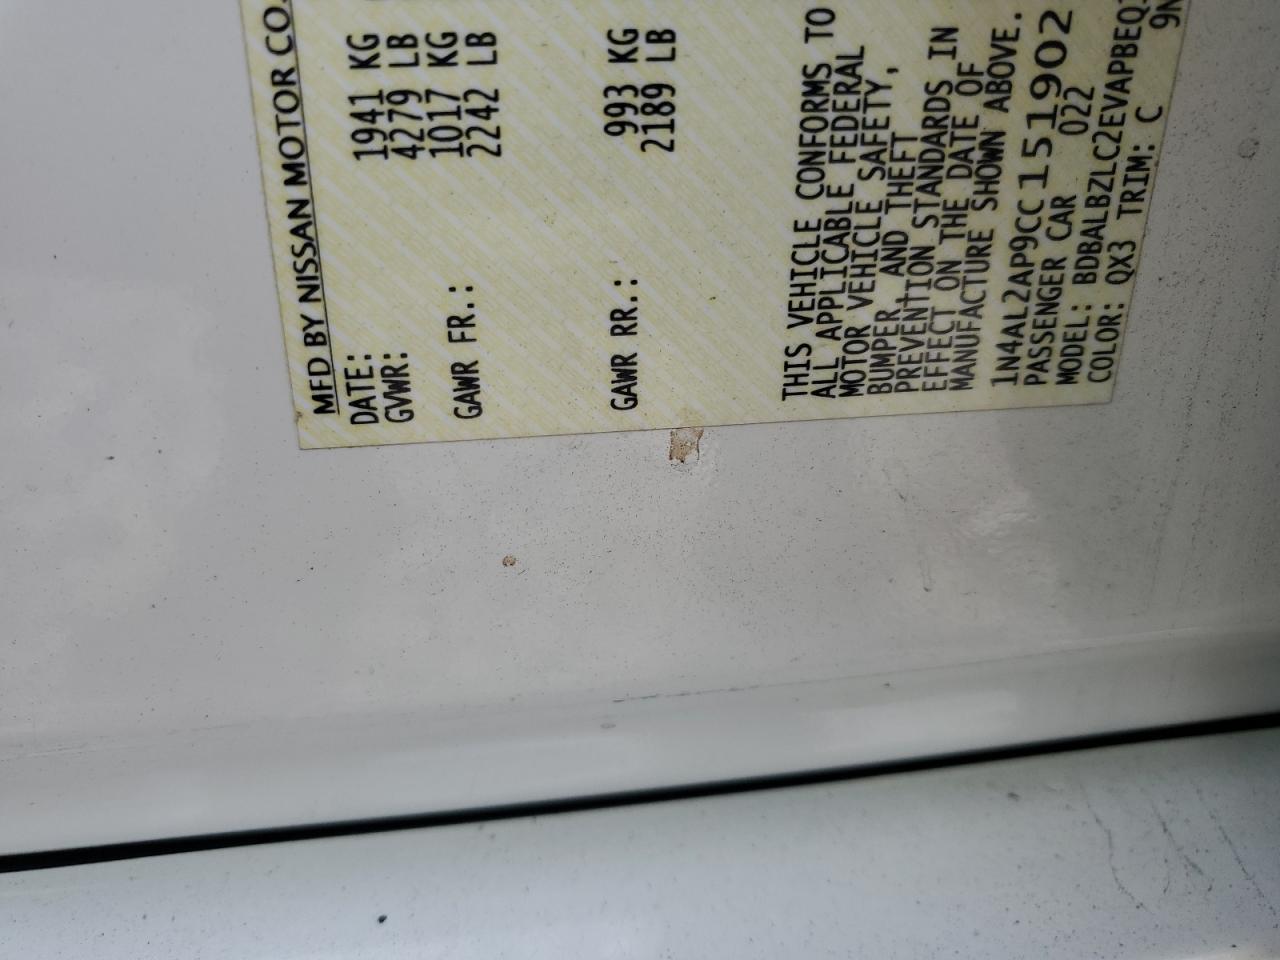 MFD BY NISSAN MOTOR CO.
DATE:
GVWR: 1941 KG
4279 LB
GAWR FR.: 1017 KG
2242 LB
GAWR RR.: 993 KG
2189 LB
THIS VEHICLE CONFORMS TO
ALL APPLICABLE FEDERAL
MOTOR VEHICLE SAFETY,
BUMPER AND THEFT
PREVENTION STANDARDS IN
EFFECT ON THE DATE OF
MANUFACTURE SHOWN ABOVE.
1N4AL2AP9CC151902
PASSENGER CAR 022
MODEL: BDBALBZLC2EVAPBEQ
COLOR: QX3 TRIM: C